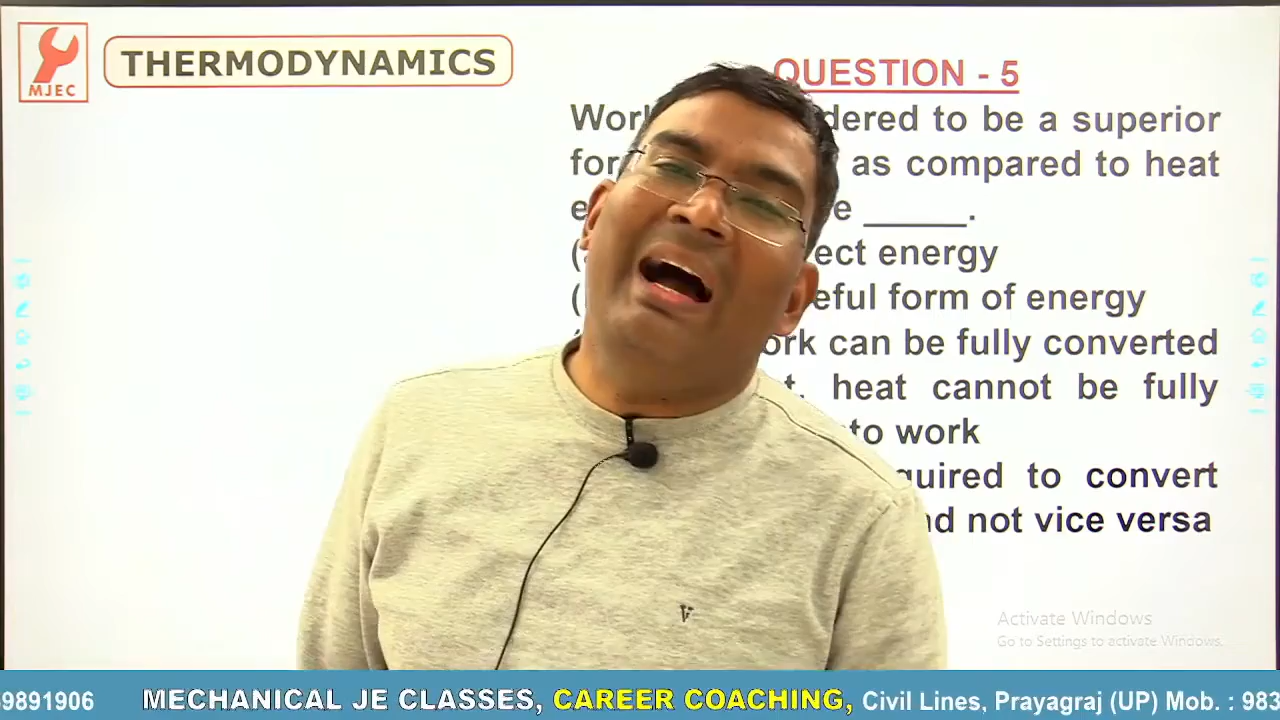 MJEC
THERMODYNAMICS
QUESTION - 5
dered to be a superior
as compared to heat
_____.
ect energy
eful form of energy
ork can be fully converted
heat cannot be fully
to work
quired to convert
nd not vice versa
Activate Windows
Go to Settings to activate Windows.
9891906 MECHANICAL JE CLASSES, CAREER COACHING, Civil Lines, Prayagraj (UP) Mob. : 983